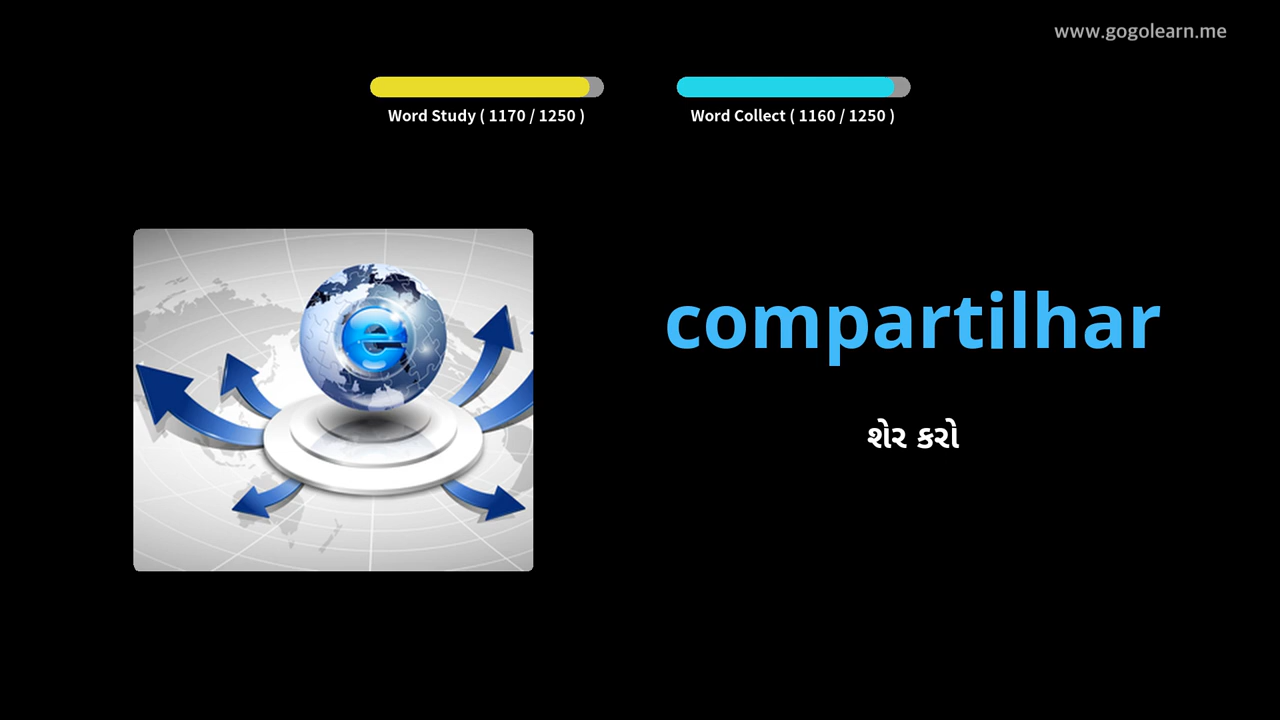 www.gogolearn.me
Word Study ( 1170 / 1250 )
Word Collect ( 1160 / 1250 )
e
compartilhar
શેર કરો